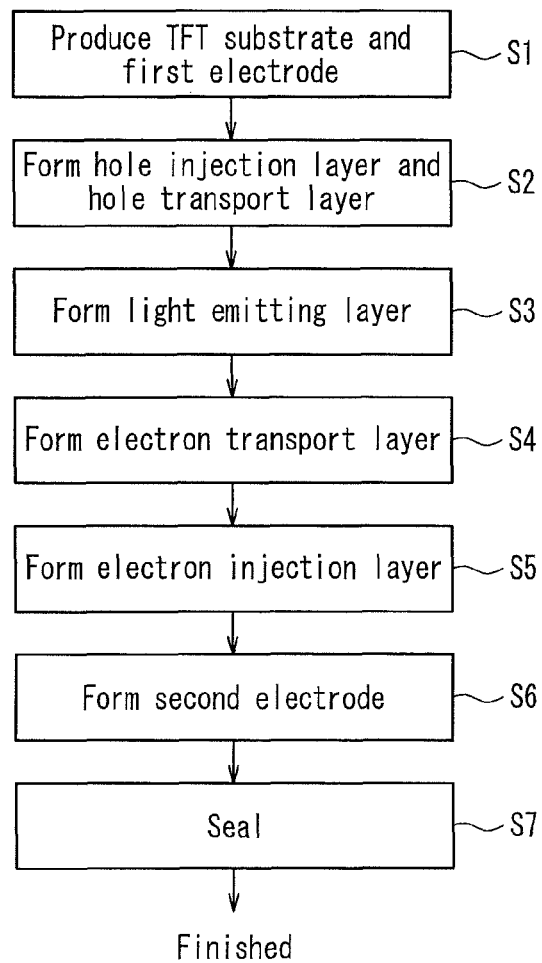 Produce TFT substrate and
first electrode
S1
Form hole injection layer and
hole transport layer
S2
Form light emitting layer
S3
Form electron transport layer
S4
Form electron injection layer
S5
Form second electrode
S6
Seal
S7
Finished